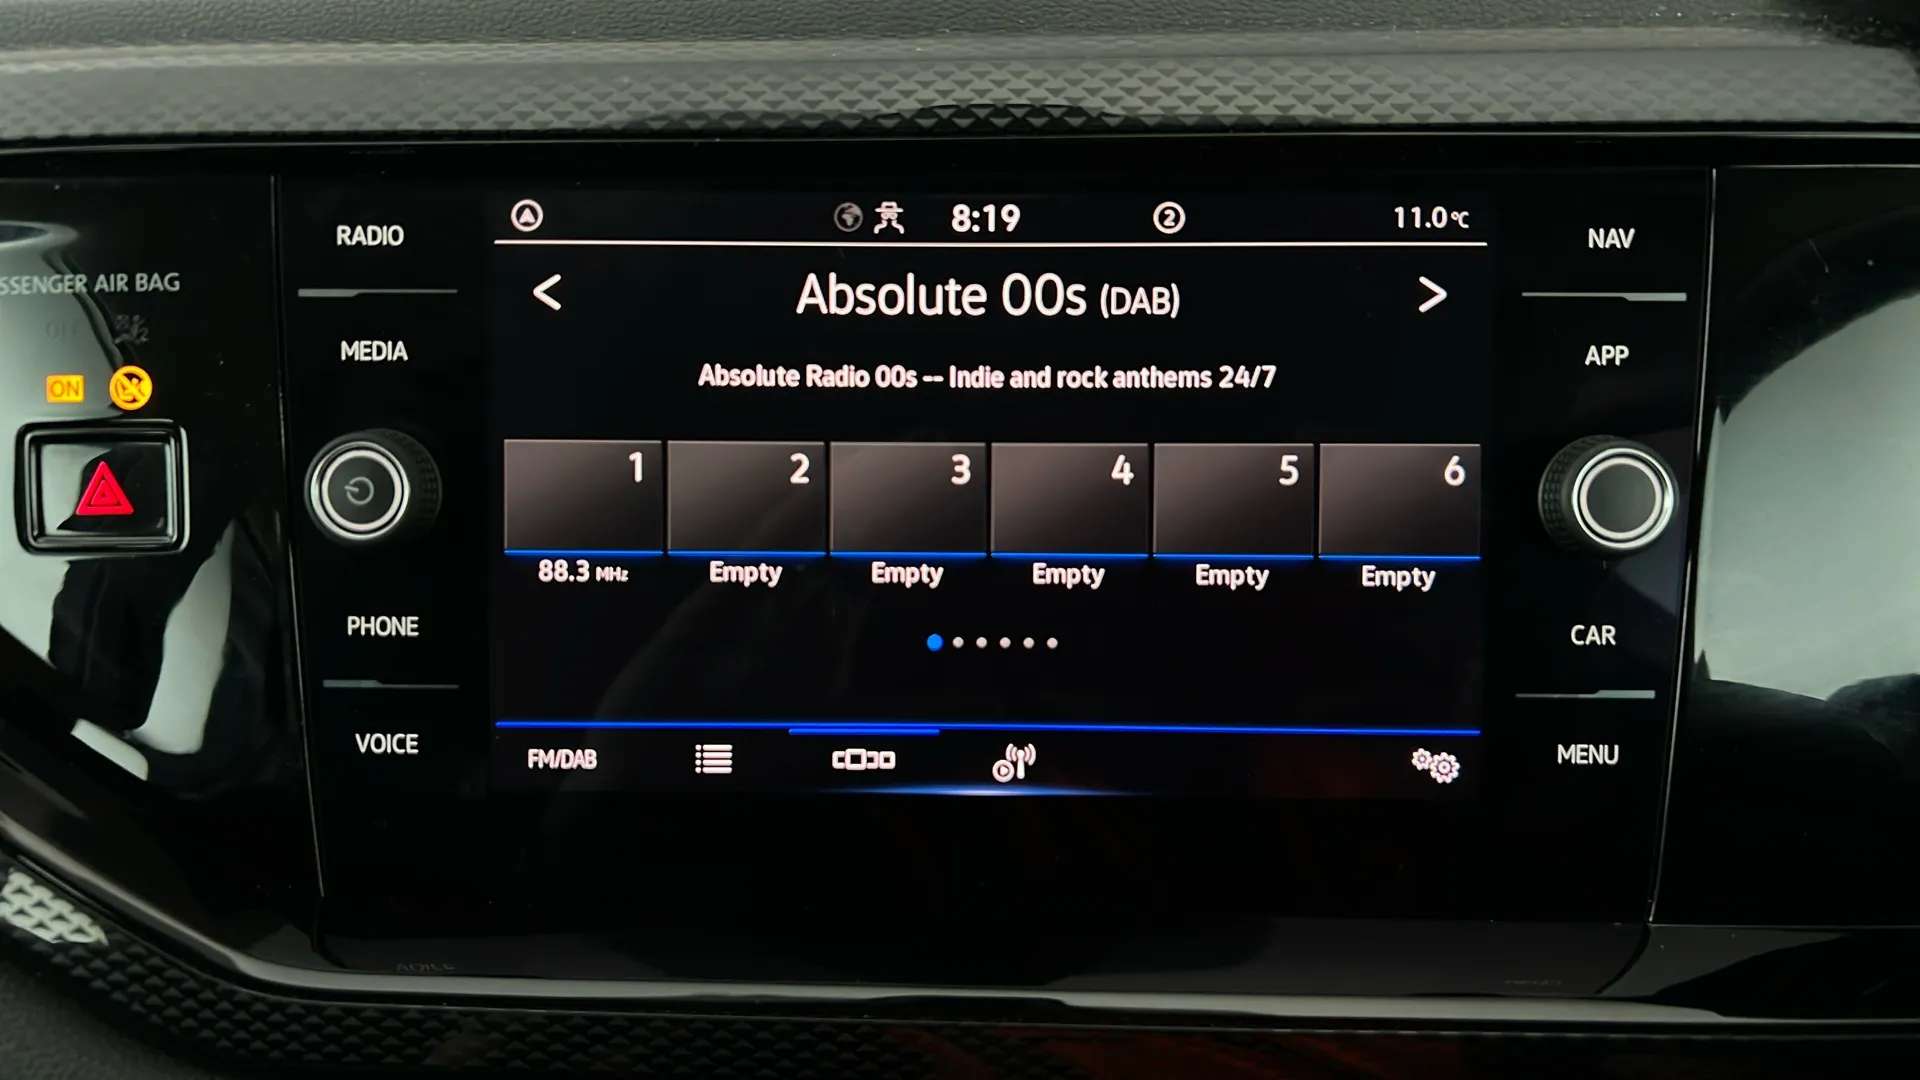 8:19
2
11.0°C
RADIO
NAV
SSENGER AIR BAG
OFF
< Absolute 00s (DAB) >
MEDIA
APP
Absolute Radio 00s -- Indie and rock anthems 24/7
ON
1 2 3 4 5 6
88.3 MHz Empty Empty Empty Empty Empty
PHONE
CAR
VOICE
MENU
FM/DAB